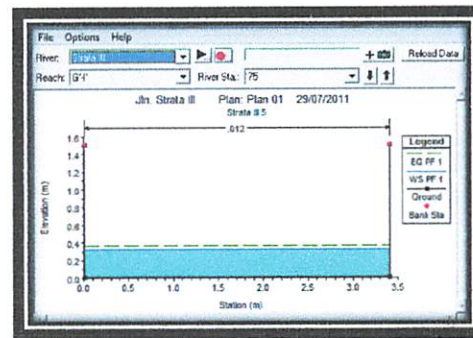 File Options Help
River: Strata III
Reload Data
Reach: River Sta.: 75
Jln. Strata III Plan: Plan 01 29/07/2011
.012
Legend
EG PF 1
WS PF 1
Ground
Bank Sta
1.6
1.4
1.2
1.0
0.8
0.6
0.4
0.2
0.0
Elevation (m)
0.0 0.5 1.0 1.5 2.0 2.5 3.0 3.5
Station (m)